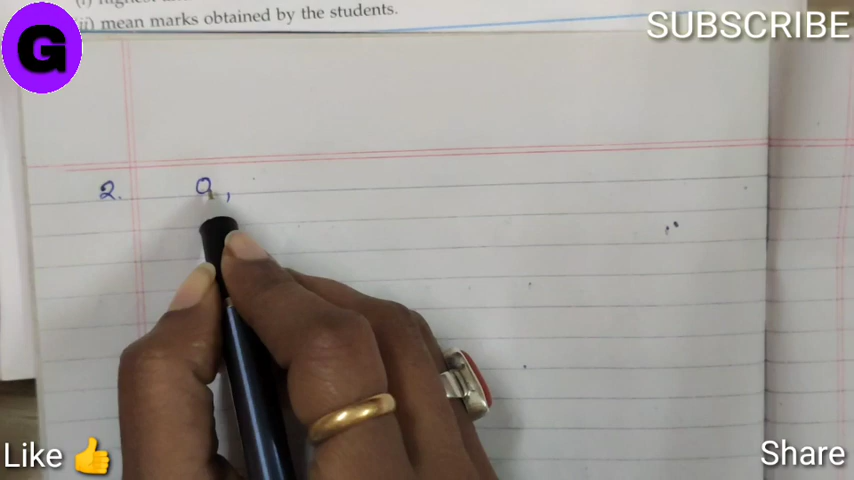 (ii) mean marks obtained by the students.
G
SUBSCRIBE
2. 9,
Like 👍
Share